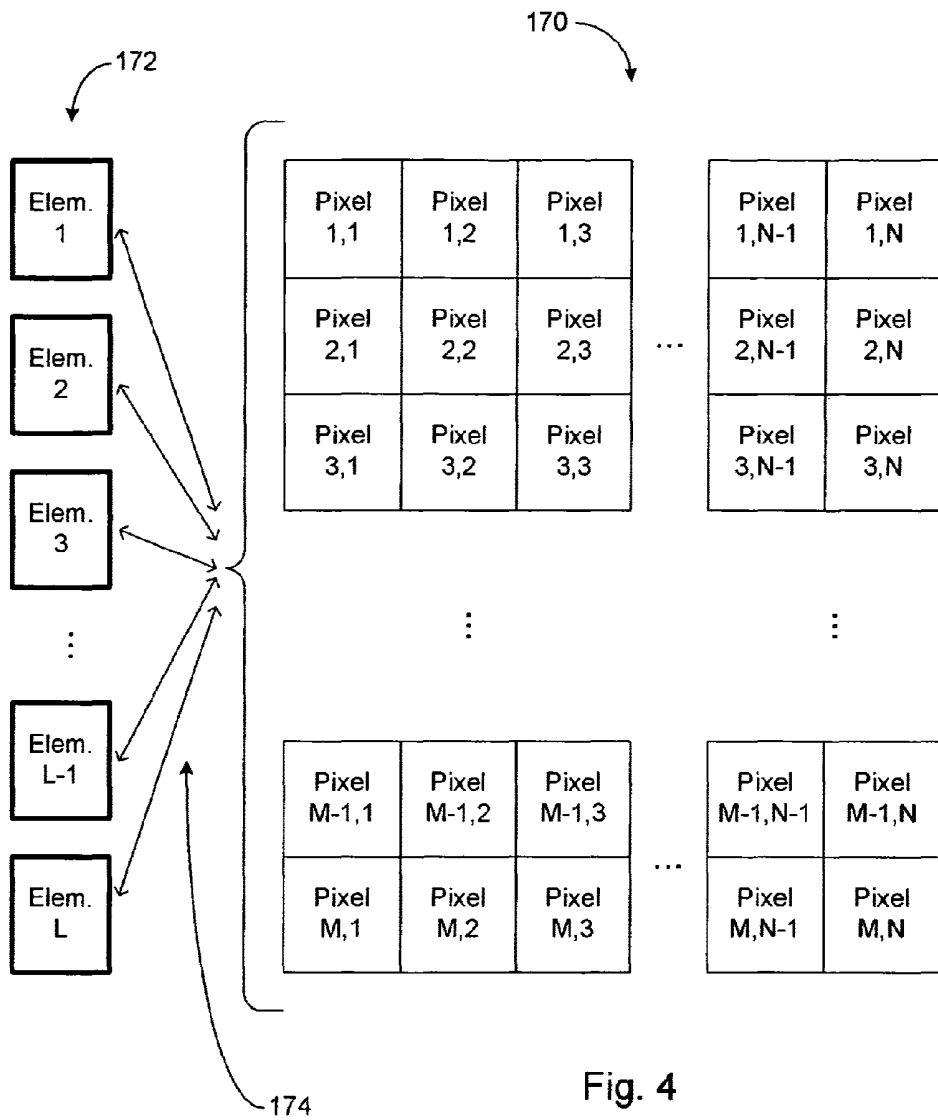 170
172
Elem.
1
Elem.
2
Elem.
3
⋮
Elem.
L-1
Elem.
L
Pixel Pixel Pixel Pixel Pixel
1,1 1,2 1,3 1,N-1 1,N
Pixel Pixel Pixel Pixel Pixel
2,1 2,2 2,3 ... 2,N-1 2,N
Pixel Pixel Pixel Pixel Pixel
3,1 3,2 3,3 3,N-1 3,N
⋮ ⋮
Pixel Pixel Pixel Pixel Pixel
M-1,1 M-1,2 M-1,3 M-1,N-1 M-1,N
...
Pixel Pixel Pixel Pixel Pixel
M,1 M,2 M,3 M,N-1 M,N
174
Fig. 4